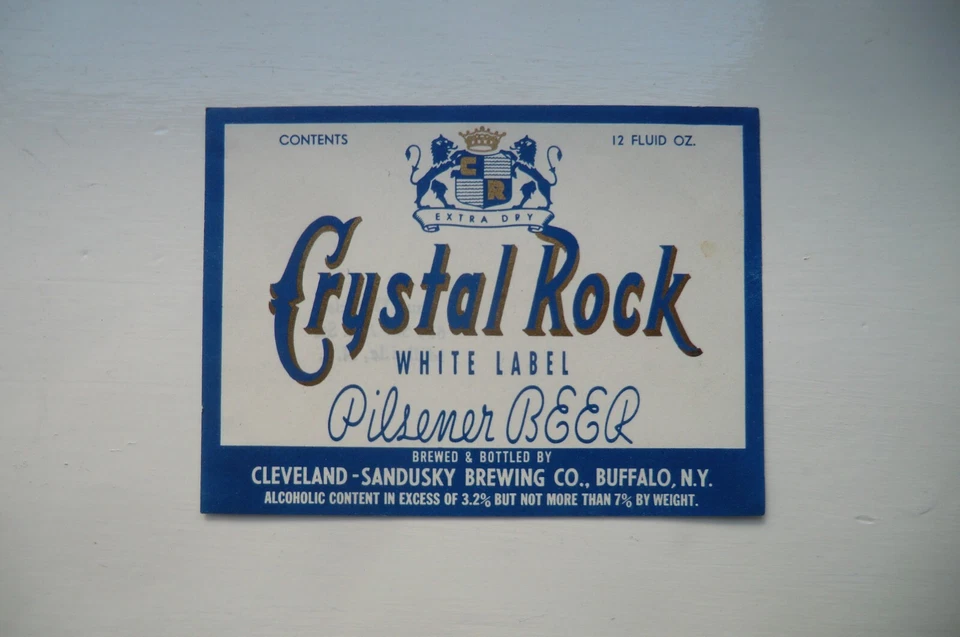 CONTENTS
12 FLUID OZ.
C
R
EXTRA DRY
Crystal Rock
WHITE LABEL
Pilsener BEER
BREWED & BOTTLED BY
CLEVELAND-SANDUSKY BREWING CO., BUFFALO, N.Y.
ALCOHOLIC CONTENT IN EXCESS OF 3.2% BUT NOT MORE THAN 7% BY WEIGHT.